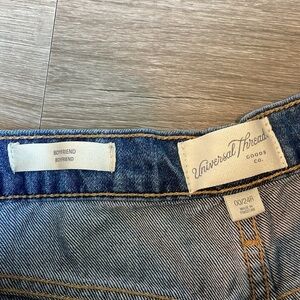 BOYFRIEND
BOYFRIEND
Universal Thread
GOODS
CO.
00/24R